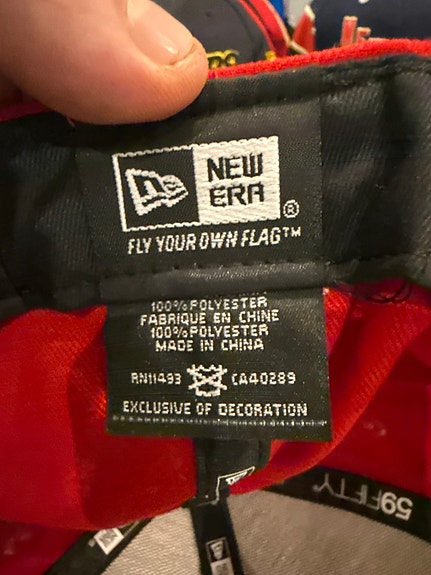 NEW
ERA
®
FLY YOUR OWN FLAG™
100% POLYESTER
FABRIQUE EN CHINE
100% POLYESTER
MADE IN CHINA
RN11493 CA40289
EXCLUSIVE OF DECORATION
59FIFTY